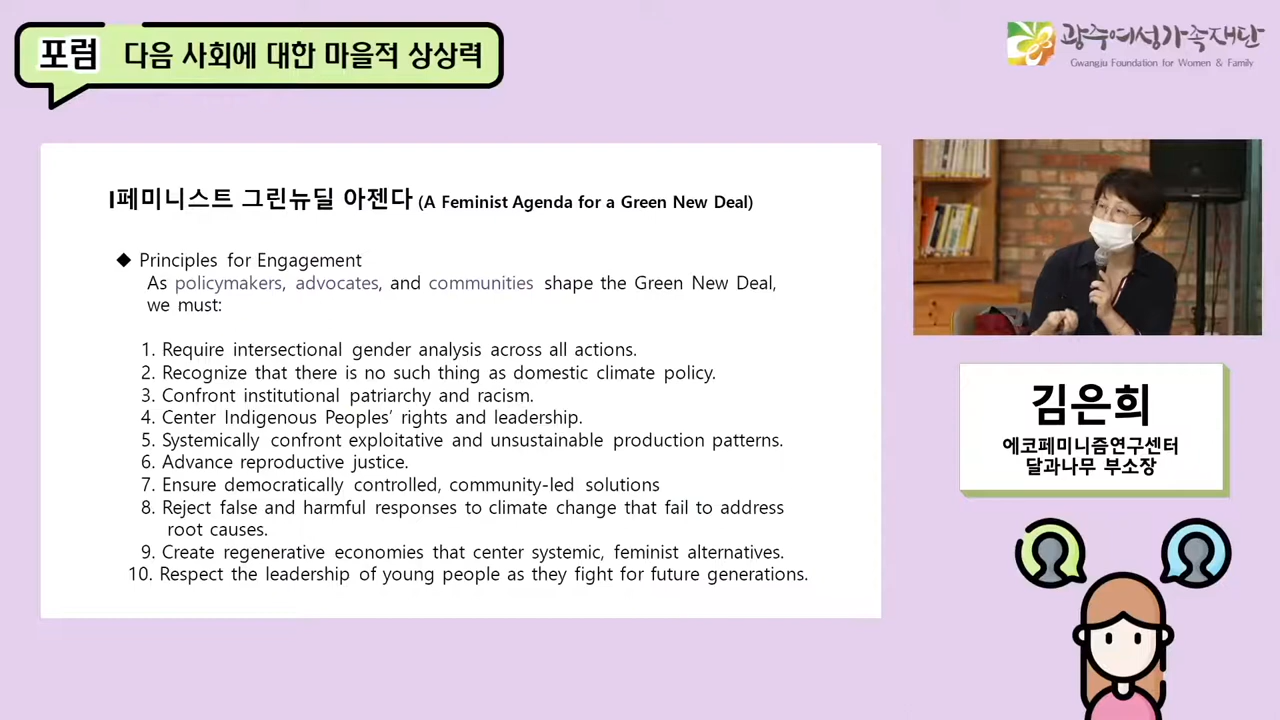 포럼 다음 사회에 대한 마을적 상상력
광주여성가족재단
Gwangju Foundation for Women & Family
I페미니스트 그린뉴딜 아젠다 (A Feminist Agenda for a Green New Deal)
◆ Principles for Engagement
As policymakers, advocates, and communities shape the Green New Deal,
we must:
1. Require intersectional gender analysis across all actions.
2. Recognize that there is no such thing as domestic climate policy.
3. Confront institutional patriarchy and racism.
4. Center Indigenous Peoples’ rights and leadership.
5. Systemically confront exploitative and unsustainable production patterns.
6. Advance reproductive justice.
7. Ensure democratically controlled, community-led solutions
8. Reject false and harmful responses to climate change that fail to address
root causes.
9. Create regenerative economies that center systemic, feminist alternatives.
10. Respect the leadership of young people as they fight for future generations.
김은희
에코페미니즘연구센터
달과나무 부소장